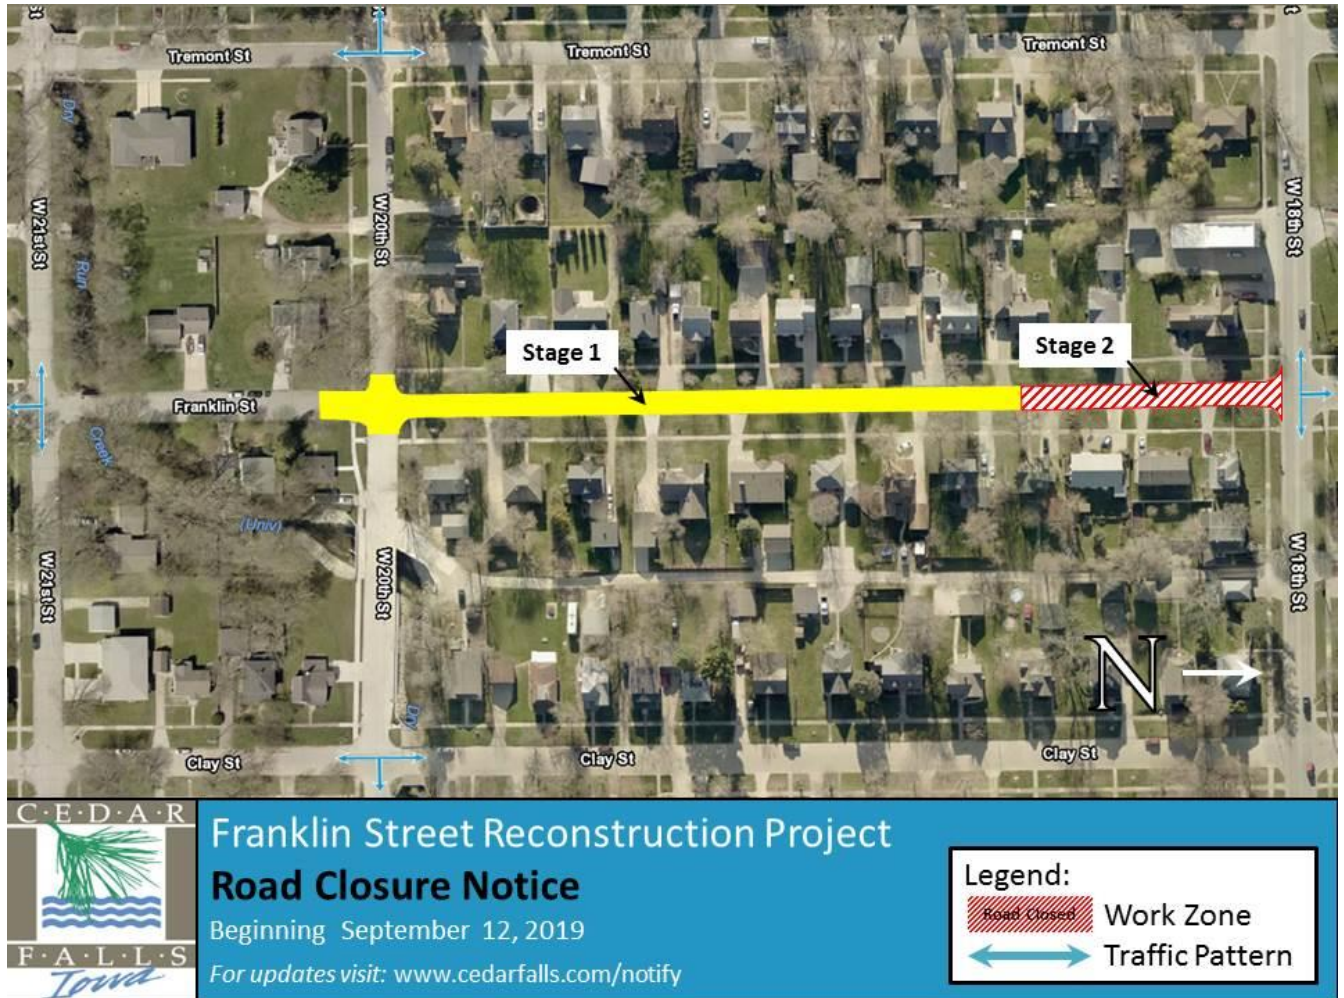 Tremont St
Tremont St
Tremont St
Dry
W 21st St
Run
W 20th St
W 18th St
Stage 1
Stage 2
Franklin St
Creek
(Univ)
W 21st St
W 20th St
W 18th St
N
Dry
Clay St
Clay St
Clay St
C·E·D·A·R
F·A·L·L·S
Iowa
Franklin Street Reconstruction Project
Road Closure Notice
Beginning September 12, 2019
For updates visit: www.cedarfalls.com/notify
Legend:
Road Closed
Work Zone
Traffic Pattern